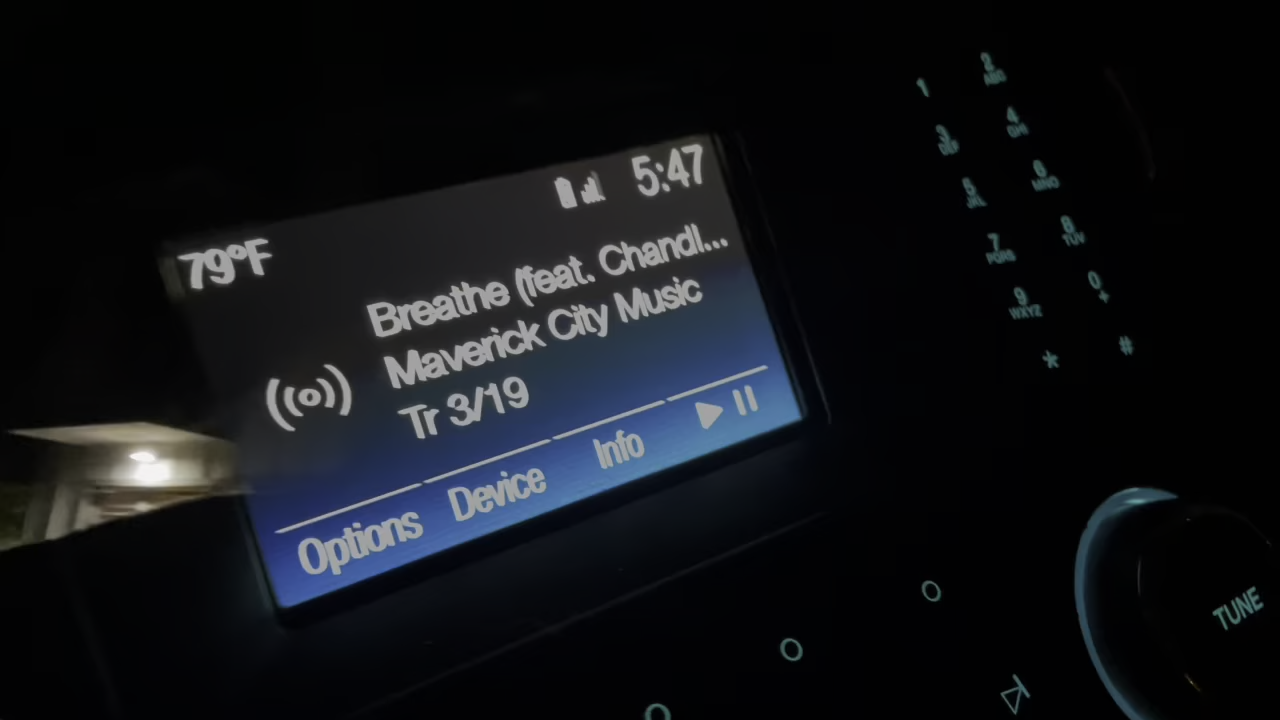 79°F
5:47
Breathe (feat. Chandl...
Maverick City Music
Tr 3/19
Options
Device
Info
1
2
ABC
3
DEF
4
GHI
5
JKL
6
MNO
7
PQRS
8
TUV
9
WXYZ
0
+
*
#
TUNE